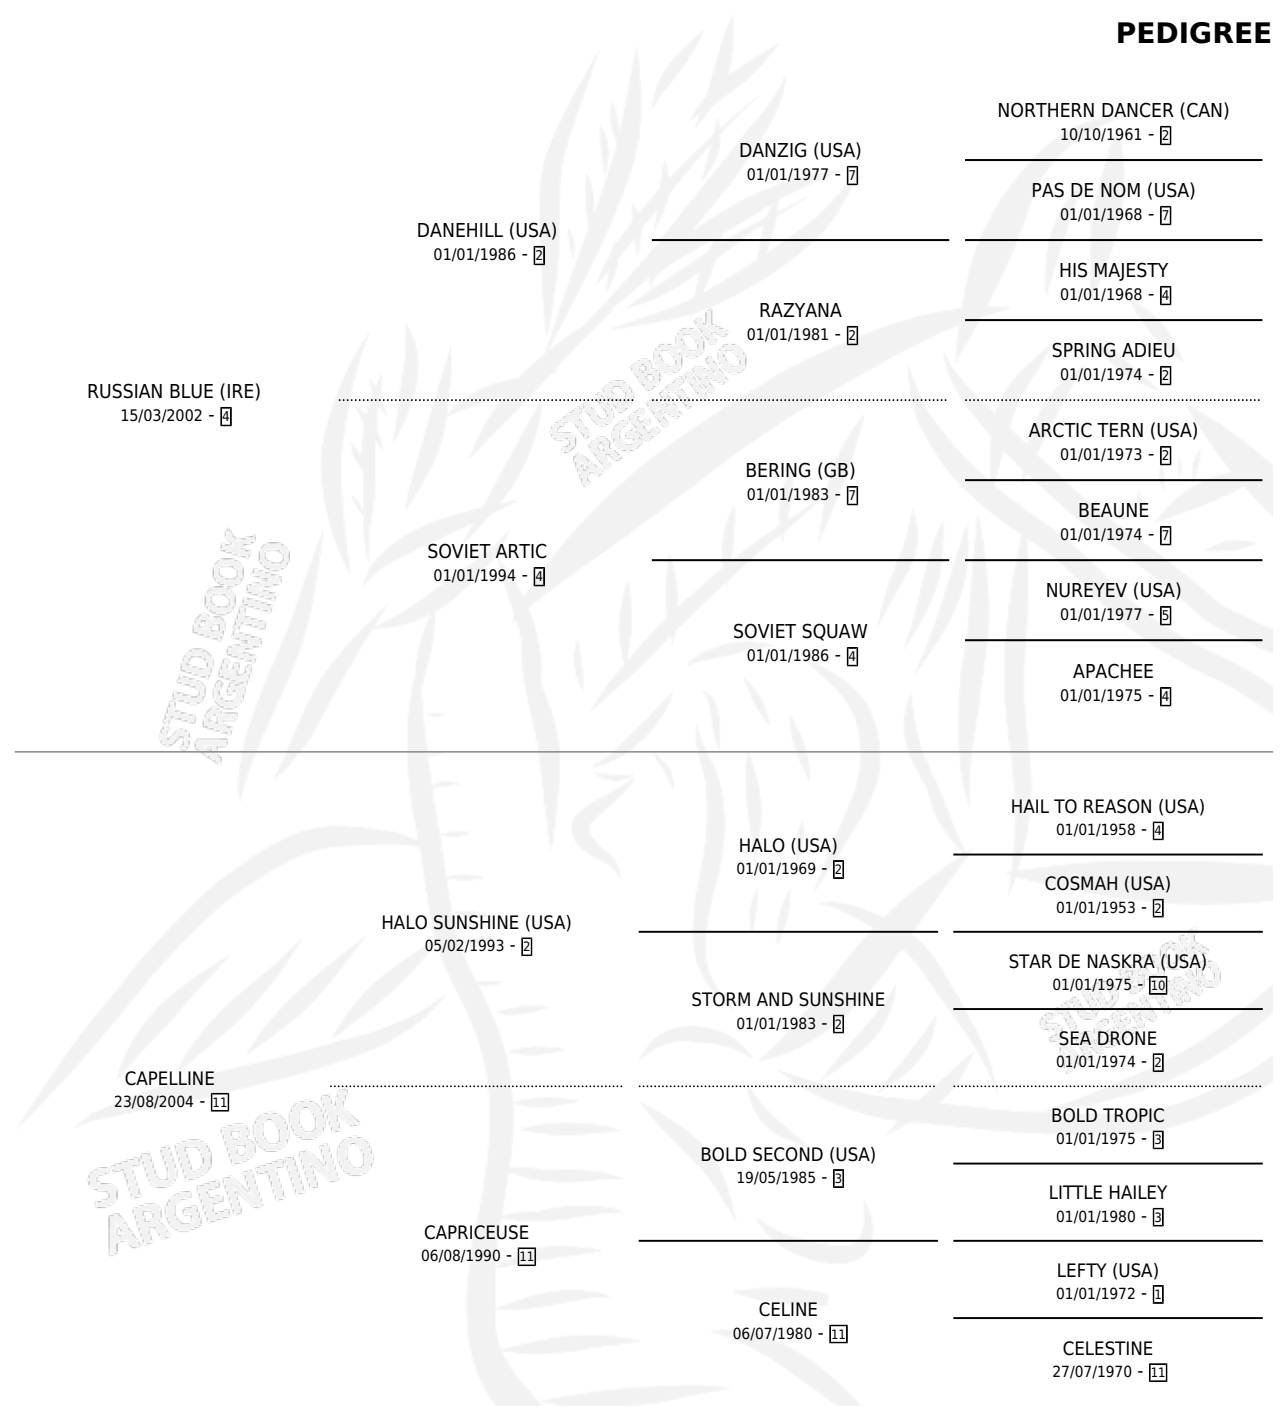 PEDIGREE
NORTHERN DANCER (CAN)
10/10/1961 - 2
DANZIG (USA)
01/01/1977 - 7
PAS DE NOM (USA)
01/01/1968 - 7
DANEHILL (USA)
01/01/1986 - 2
HIS MAJESTY
01/01/1968 - 4
RAZYANA
01/01/1981 - 2
SPRING ADIEU
01/01/1974 - 2
RUSSIAN BLUE (IRE)
15/03/2002 - 4
STUD BOOK
ARGENTINO
ARCTIC TERN (USA)
01/01/1973 - 2
BERING (GB)
01/01/1983 - 7
BEAUNE
01/01/1974 - 7
SOVIET ARTIC
01/01/1994 - 4
NUREYEV (USA)
01/01/1977 - 5
SOVIET SQUAW
01/01/1986 - 4
APACHEE
01/01/1975 - 4
STUD BOOK
ARGENTINO
HAIL TO REASON (USA)
01/01/1958 - 4
HALO (USA)
01/01/1969 - 2
COSMAH (USA)
01/01/1953 - 2
HALO SUNSHINE (USA)
05/02/1993 - 2
STAR DE NASKRA (USA)
01/01/1975 - 10
STORM AND SUNSHINE
01/01/1983 - 2
SEA DRONE
01/01/1974 - 2
STUD BOOK
ARGENTINO
CAPELLINE
23/08/2004 - 11
BOLD TROPIC
01/01/1975 - 3
BOLD SECOND (USA)
19/05/1985 - 3
LITTLE HAILEY
01/01/1980 - 3
STUD BOOK
ARGENTINO
CAPRICEUSE
06/08/1990 - 11
LEFTY (USA)
01/01/1972 - 1
CELINE
06/07/1980 - 11
CELESTINE
27/07/1970 - 11